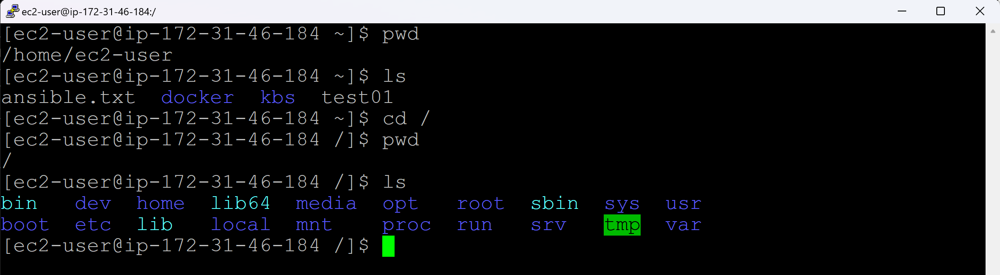 ec2-user@ip-172-31-46-184:/
[ec2-user@ip-172-31-46-184 ~]$ pwd
/home/ec2-user
[ec2-user@ip-172-31-46-184 ~]$ ls
ansible.txt  docker  kbs  test01
[ec2-user@ip-172-31-46-184 ~]$ cd /
[ec2-user@ip-172-31-46-184 /]$ pwd
/
[ec2-user@ip-172-31-46-184 /]$ ls
bin   dev  home  lib64  media  opt   root  sbin  sys  usr
boot  etc  lib   local  mnt    proc  run   srv   tmp  var
[ec2-user@ip-172-31-46-184 /]$